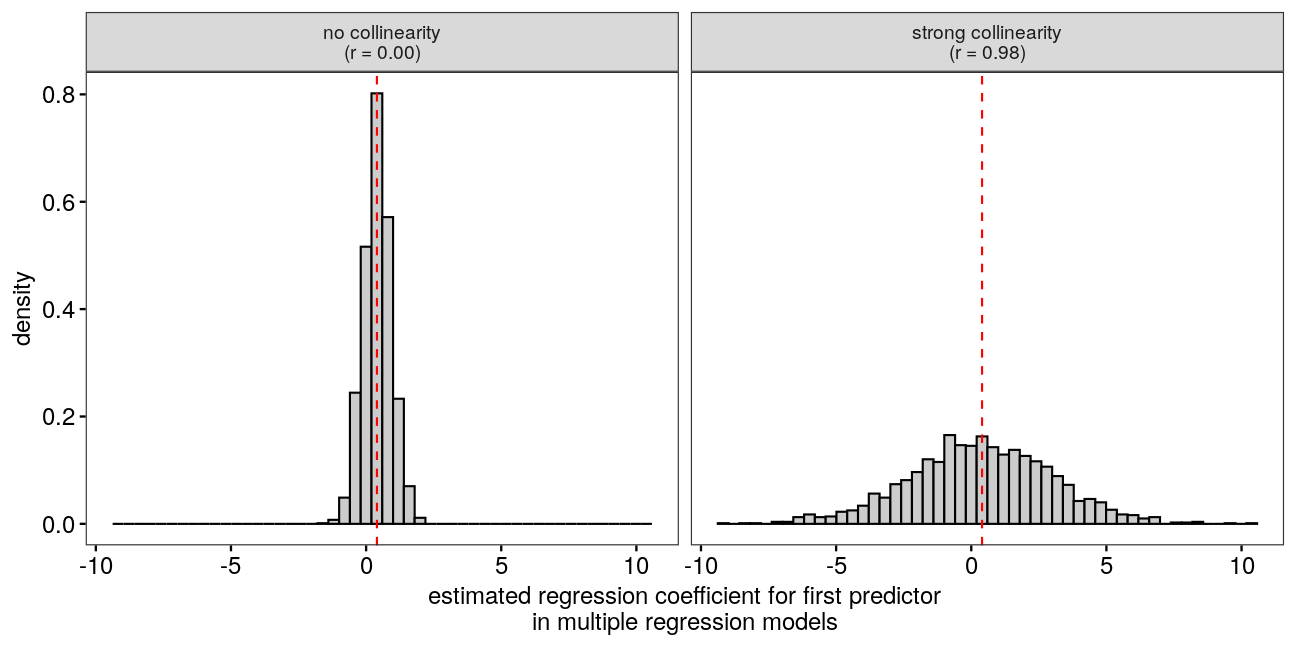 no collinearity
(r = 0.00)
strong collinearity
(r = 0.98)
0.8
0.6
0.4
0.2
0.0
density
-10 -5 0 5 10
-10 -5 0 5 10
estimated regression coefficient for first predictor
in multiple regression models